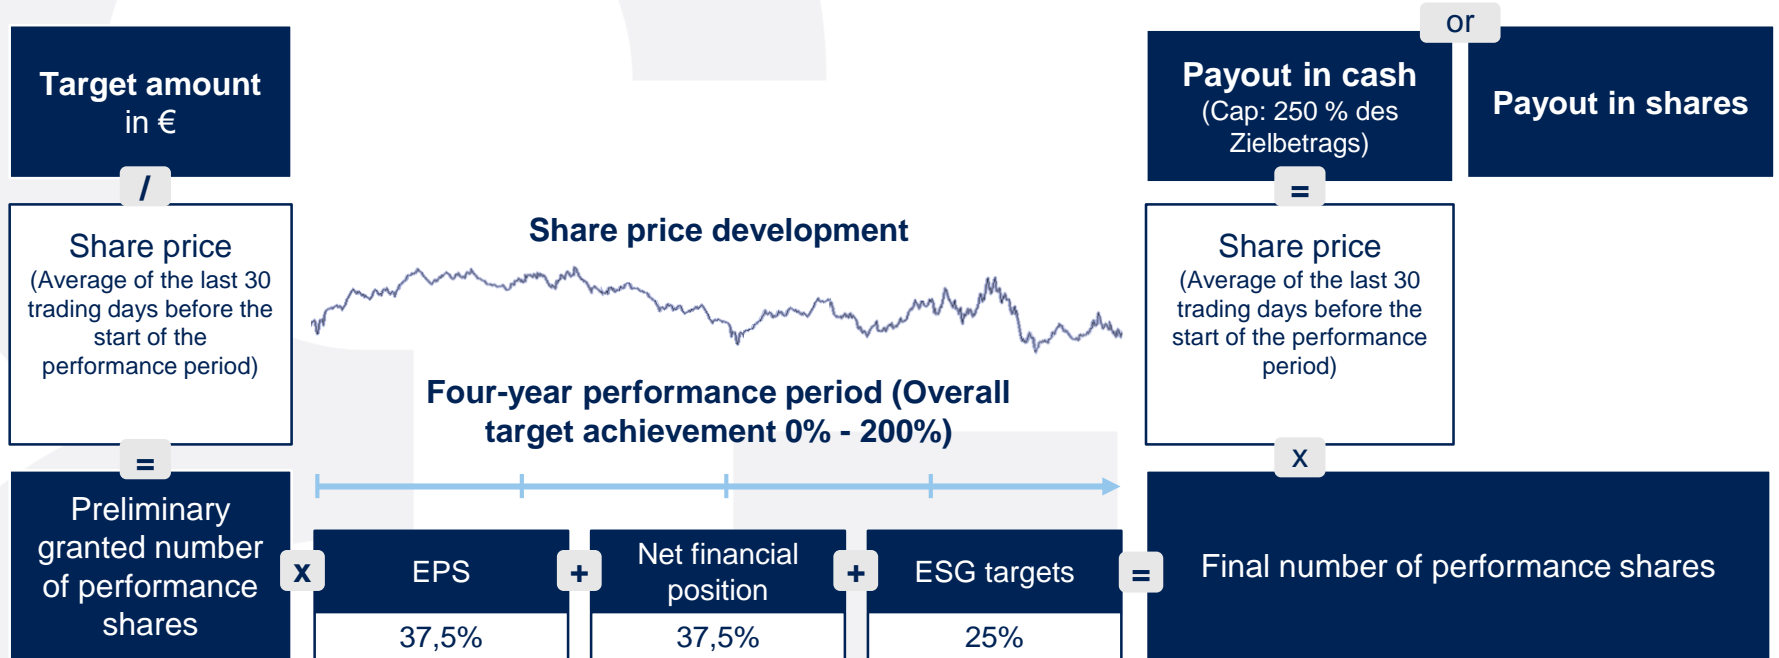 Target amount
in €
/
Share price
(Average of the last 30
trading days before the
start of the
performance period)
=
Preliminary
granted number
of performance
shares
x
Share price development
Four-year performance period (Overall
target achievement 0% - 200%)
EPS
37,5%
+
Net financial
position
37,5%
+
ESG targets
25%
=
Final number of performance shares
x
Share price
(Average of the last 30
trading days before the
start of the performance
period)
=
Payout in cash
(Cap: 250 % des
Zielbetrags)
or
Payout in shares